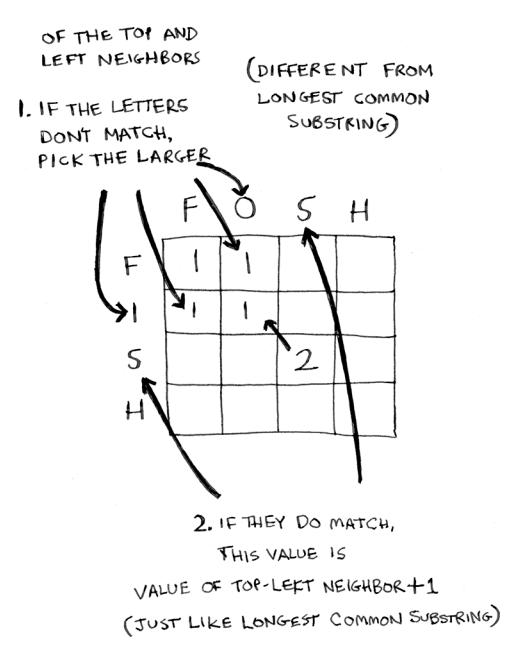 OF THE TOP AND
LEFT NEIGHBORS
(DIFFERENT FROM
LONGEST COMMON
SUBSTRING)
1. IF THE LETTERS
DONT MATCH,
PICK THE LARGER
F O S H
F 1 1
I 1 1
S 2
H
2. IF THEY DO MATCH,
THIS VALUE IS
VALUE OF TOP-LEFT NEIGHBOR+1
(JUST LIKE LONGEST COMMON SUBSTRING)